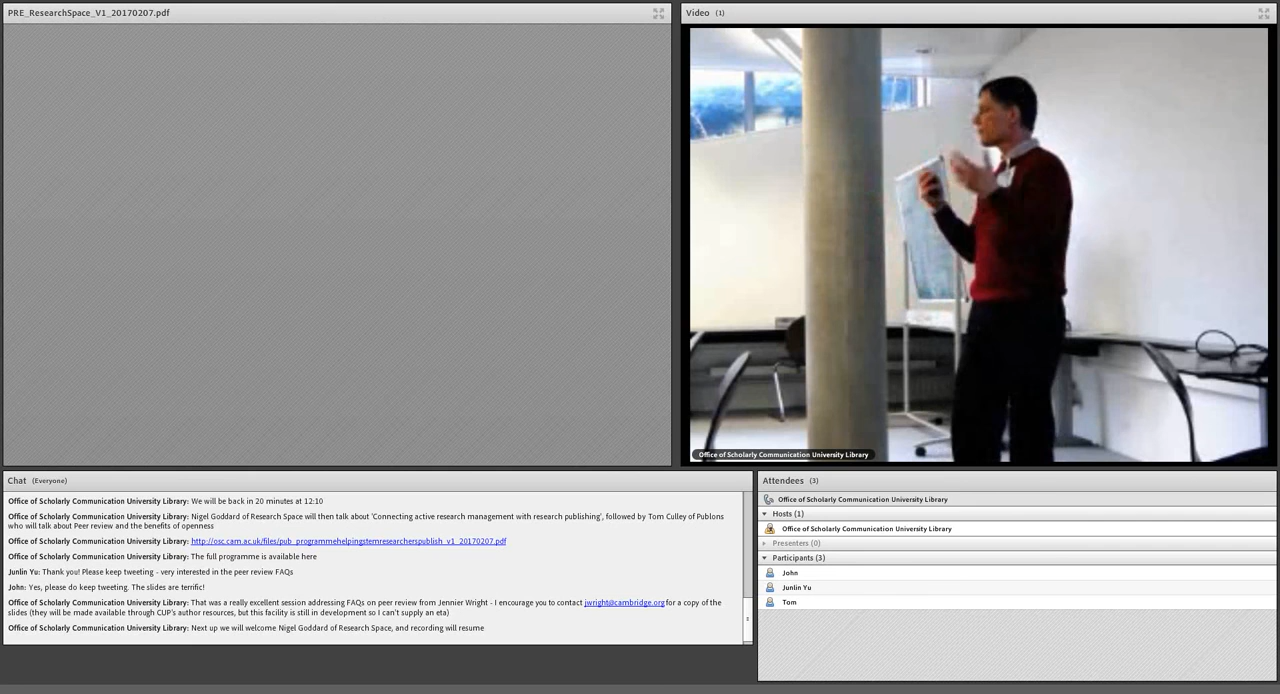 PRE_ResearchSpace_V1_20170207.pdf
Video (1)
Office of Scholarly Communication University Library
Chat (Everyone)
Office of Scholarly Communication University Library: We will be back in 20 minutes at 12:10
Office of Scholarly Communication University Library: Nigel Goddard of Research Space will then talk about 'Connecting active research management with research publishing', followed by Tom Culley of Publons
who will talk about Peer review and the benefits of openness
Office of Scholarly Communication University Library: http://osc.cam.ac.uk/files/pub_programmehelpingstemresearcherspublish_v1_20170207.pdf
Office of Scholarly Communication University Library: The full programme is available here
Junlin Yu: Thank you! Please keep tweeting - very interested in the peer review FAQs
John: Yes, please do keep tweeting. The slides are terrific!
Office of Scholarly Communication University Library: That was a really excellent session addressing FAQs on peer review from Jennier Wright - I encourage you to contact jwright@cambridge.org for a copy of the
slides (they will be made available through CUP's author resources, but this facility is still in development so I can't supply an eta)
Office of Scholarly Communication University Library: Next up we will welcome Nigel Goddard of Research Space, and recording will resume
Attendees (3)
Office of Scholarly Communication University Library
Hosts (1)
Office of Scholarly Communication University Library
Presenters (0)
Participants (3)
John
Junlin Yu
Tom